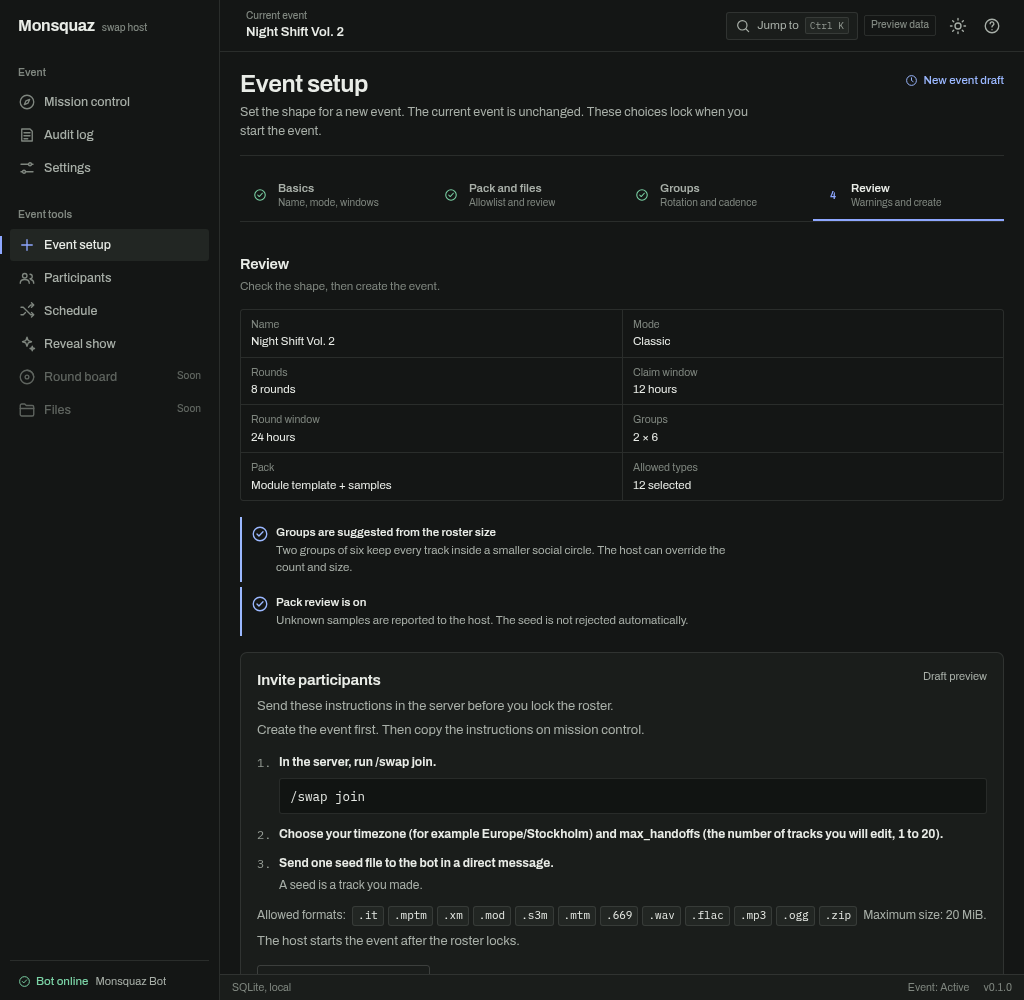 Monsquaz swap host
Event
Mission control
Audit log
Settings
Event tools
Event setup
Participants
Schedule
Reveal show
Round board Soon
Files Soon
Bot online Monsquaz Bot
Current event
Night Shift Vol. 2
Jump to Ctrl K
Preview data
Event setup
New event draft
Set the shape for a new event. The current event is unchanged. These choices lock when you
start the event.
Basics
Name, mode, windows
Pack and files
Allowlist and review
Groups
Rotation and cadence
4 Review
Warnings and create
Review
Check the shape, then create the event.
Name
Night Shift Vol. 2
Mode
Classic
Rounds
8 rounds
Claim window
12 hours
Round window
24 hours
Groups
2 × 6
Pack
Module template + samples
Allowed types
12 selected
Groups are suggested from the roster size
Two groups of six keep every track inside a smaller social circle. The host can override the
count and size.
Pack review is on
Unknown samples are reported to the host. The seed is not rejected automatically.
Invite participants
Draft preview
Send these instructions in the server before you lock the roster.
Create the event first. Then copy the instructions on mission control.
1. In the server, run /swap join.
/swap join
2. Choose your timezone (for example Europe/Stockholm) and max_handoffs (the number of tracks you will edit, 1 to 20).
3. Send one seed file to the bot in a direct message.
A seed is a track you made.
Allowed formats: .it .mptm .xm .mod .s3m .mtm .669 .wav .flac .mp3 .ogg .zip Maximum size: 20 MiB.
The host starts the event after the roster locks.
SQLite, local
Event: Active v0.1.0